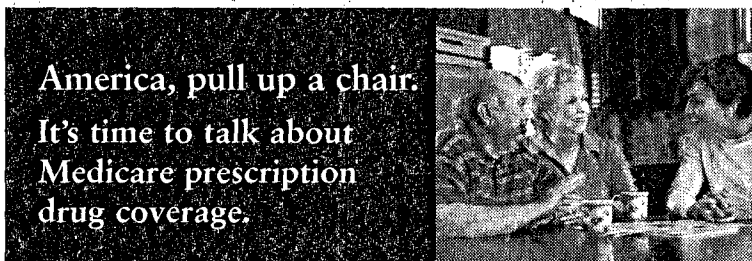 America, pull up a chair.
It's time to talk about
Medicare prescription
drug coverage.